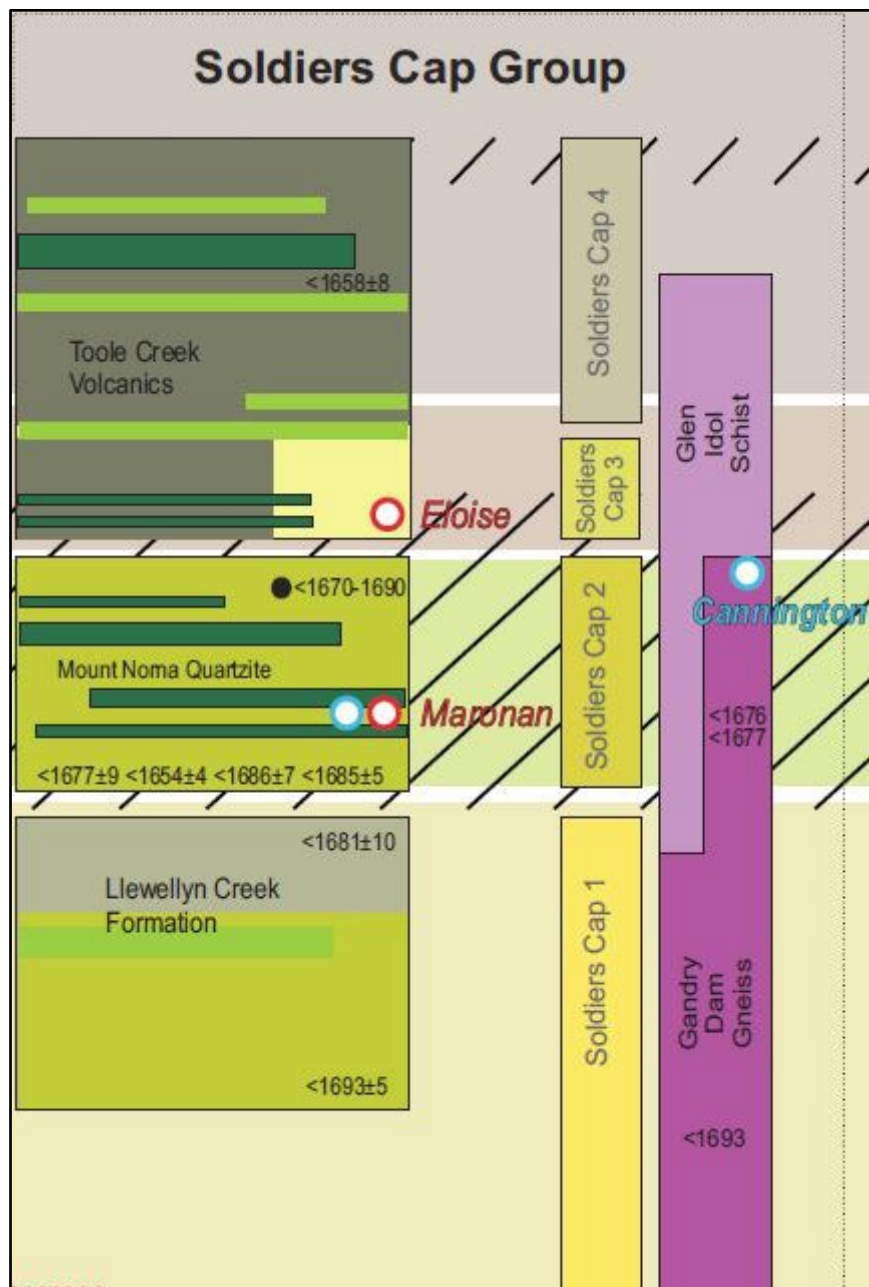 Soldiers Cap Group
<1658±8
Toole Creek
Volcanics
Eloise
<1670-1690
Mount Norna Quartzite
Maronan
<1677±9 <1654±4 <1686±7 <1685±5
<1681±10
Llewellyn Creek
Formation
<1693±5
Soldiers Cap 4
Soldiers
Cap 3
Soldiers Cap 2
Soldiers Cap 1
Glen
Idol
Schist
Cannington
<1676
<1677
Gandry
Dam
Gneiss
<1693